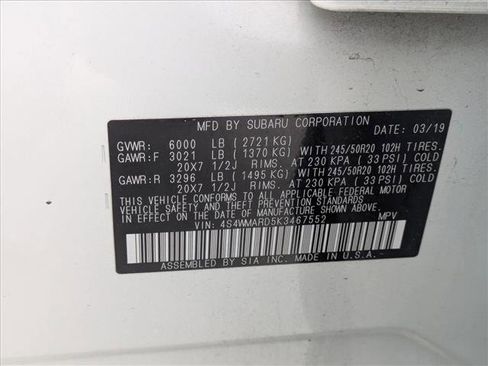 MFD BY SUBARU CORPORATION DATE: 03/19
GVWR: 6000 LB (2721 KG)
GAWR:F 3021 LB (1370 KG) WITH 245/50R20 102H TIRES.
20X7 1/2J RIMS. AT 230 KPA (33 PSI) COLD
GAWR:R 3296 LB (1495 KG) WITH 245/50R20 102H TIRES.
20X7 1/2J RIMS. AT 230 KPA (33 PSI) COLD
THIS VEHICLE CONFORMS TO ALL APPLICABLE FEDERAL MOTOR
VEHICLE SAFETY AND THEFT PREVENTION STANDARDS
IN EFFECT ON THE DATE OF MANUFACTURE SHOWN ABOVE.
VIN: 4S4WMARD5K3467552 MPV
ASSEMBLED BY SIA INC. MADE IN U.S.A.